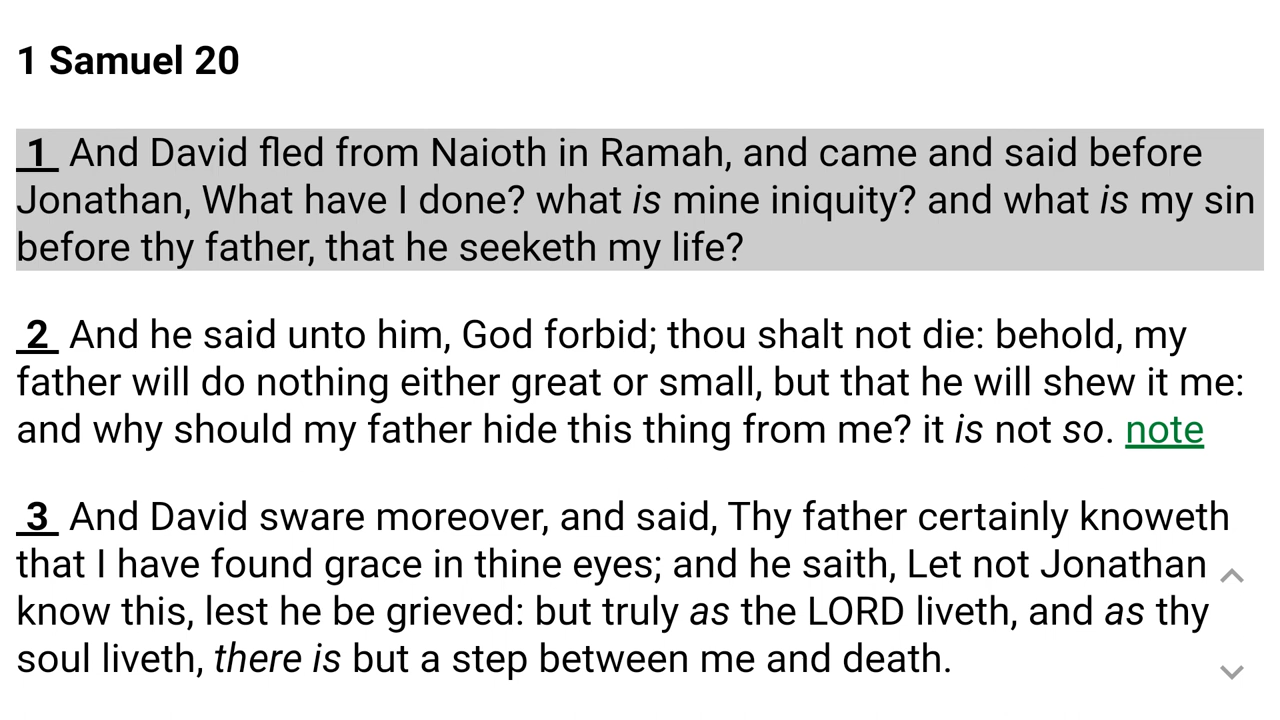 1 Samuel 20
1 And David fled from Naioth in Ramah, and came and said before
Jonathan, What have I done? what is mine iniquity? and what is my sin
before thy father, that he seeketh my life?
2 And he said unto him, God forbid; thou shalt not die: behold, my
father will do nothing either great or small, but that he will shew it me:
and why should my father hide this thing from me? it is not so. note
3 And David sware moreover, and said, Thy father certainly knoweth
that I have found grace in thine eyes; and he saith, Let not Jonathan
know this, lest he be grieved: but truly as the LORD liveth, and as thy
soul liveth, there is but a step between me and death.